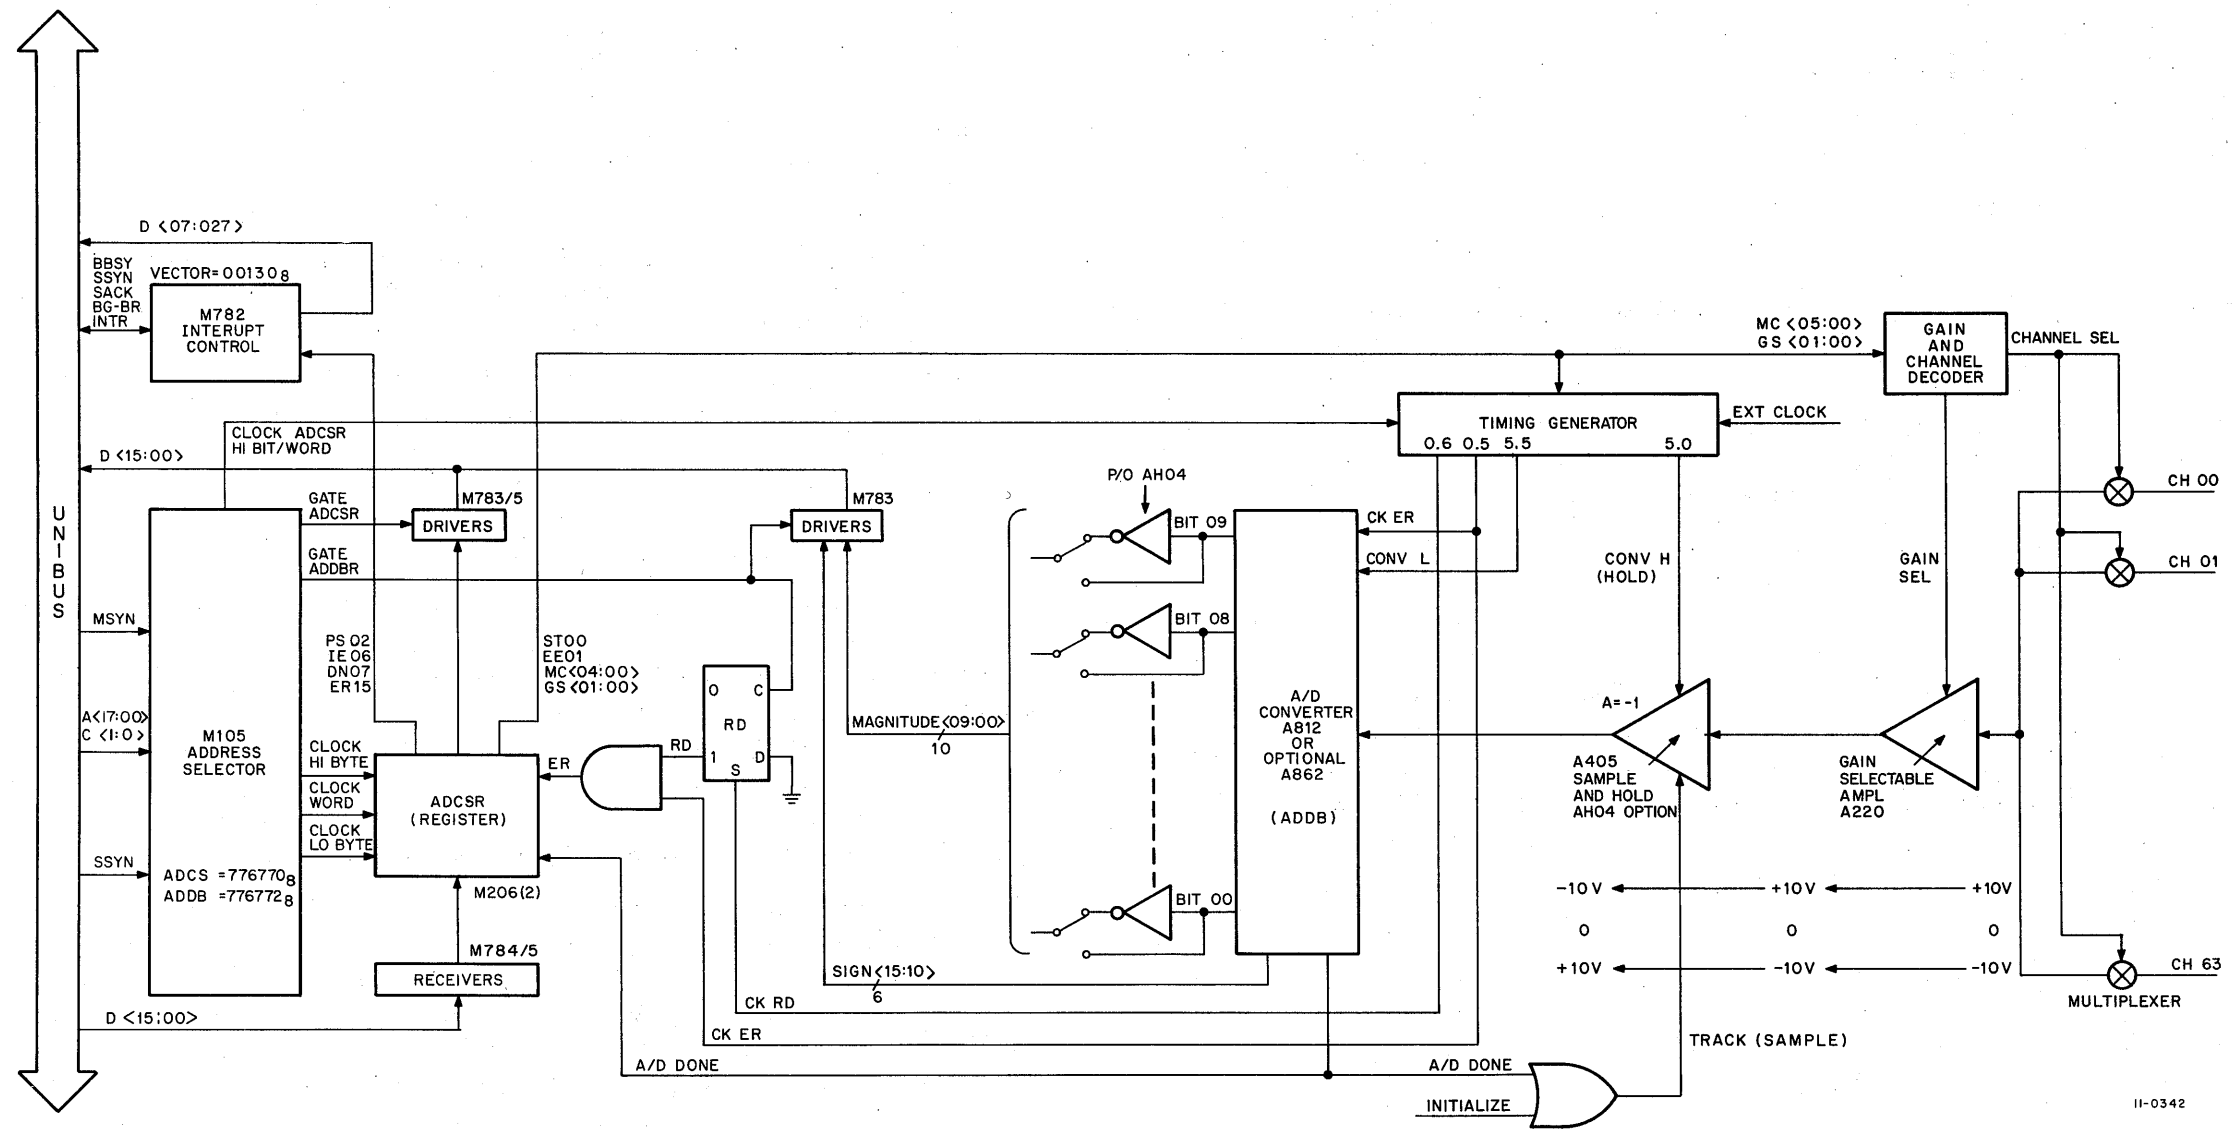 UNIBUS
D <07:027>
BBSY
SSYN
SACK
BG-BR
INTR
VECTOR=00130₈
M782
INTERUPT
CONTROL
CLOCK ADCSR
HI BIT/WORD
D <15:00>
GATE
ADCSR
M783/5
DRIVERS
GATE
ADDBR
M783
DRIVERS
MSYN
A<17:00>
C <1:0>
SSYN
M105
ADDRESS
SELECTOR
ADCS =776770₈
ADDB =776772₈
PS 02
IE 06
DN07
ER15
ST00
EE01
MC<04:00>
GS<01:00>
CLOCK
HI BYTE
CLOCK
WORD
CLOCK
LO BYTE
ADCSR
(REGISTER)
M206(2)
M784/5
RECEIVERS
D <15:00>
ER
RD
0 C
RD
1 D
S
MAGNITUDE<09:00>
10
SIGN<15:10>
6
CK RD
CK ER
A/D DONE
P/O AH04
BIT 09
BIT 08
BIT 00
A/D
CONVERTER
A812
OR
OPTIONAL
A862
(ADDB)
CK ER
CONV L
TIMING GENERATOR
0.6 0.5 5.5 5.0
EXT CLOCK
MC <05:00>
GS <01:00>
GAIN
AND
CHANNEL
DECODER
CHANNEL SEL
CONV H
(HOLD)
GAIN
SEL
A=-1
A405
SAMPLE
AND HOLD
AH04 OPTION
GAIN
SELECTABLE
AMPL
A220
CH 00
CH 01
CH 63
MULTIPLEXER
-10V +10V +10V
0 0 0
+10V -10V -10V
TRACK (SAMPLE)
A/D DONE
INITIALIZE
11-0342